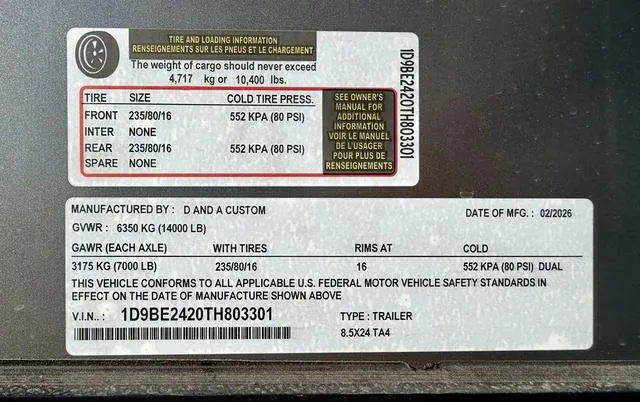 TIRE AND LOADING INFORMATION
RENSEIGNEMENTS SUR LES PNEUS ET LE CHARGEMENT
The weight of cargo should never exceed
4,717 kg or 10,400 lbs.
TIRE SIZE COLD TIRE PRESS.
FRONT 235/80/16 552 KPA (80 PSI)
INTER NONE
REAR 235/80/16 552 KPA (80 PSI)
SPARE NONE
SEE OWNER'S
MANUAL FOR
ADDITIONAL
INFORMATION
VOIR LE MANUEL
DE L'USAGER
POUR PLUS DE
RENSEIGNEMENTS
1D9BE2420TH803301
MANUFACTURED BY : D AND A CUSTOM DATE OF MFG. : 02/2026
GVWR : 6350 KG (14000 LB)
GAWR (EACH AXLE) WITH TIRES RIMS AT COLD
3175 KG (7000 LB) 235/80/16 16 552 KPA (80 PSI) DUAL
THIS VEHICLE CONFORMS TO ALL APPLICABLE U.S. FEDERAL MOTOR VEHICLE SAFETY STANDARDS IN
EFFECT ON THE DATE OF MANUFACTURE SHOWN ABOVE
V.I.N.. : 1D9BE2420TH803301 TYPE : TRAILER
8.5X24 TA4